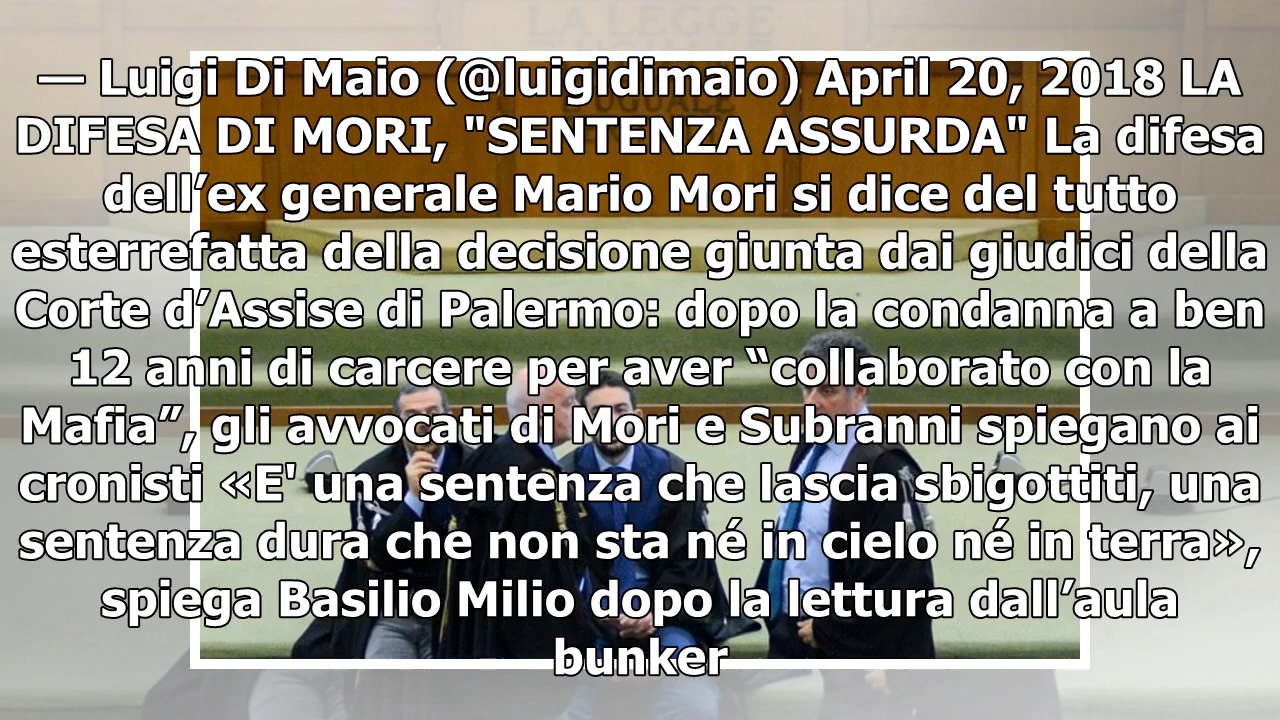 LA LEGGE
UGUALE
— Luigi Di Maio (@luigidimaio) April 20, 2018 LA
DIFESA DI MORI, "SENTENZA ASSURDA" La difesa
dell’ex generale Mario Mori si dice del tutto
esterrefatta della decisione giunta dai giudici della
Corte d’Assise di Palermo: dopo la condanna a ben
12 anni di carcere per aver “collaborato con la
Mafia”, gli avvocati di Mori e Subranni spiegano ai
cronisti «E' una sentenza che lascia sbigottiti, una
sentenza dura che non sta né in cielo né in terra»,
spiega Basilio Milio dopo la lettura dall’aula
bunker